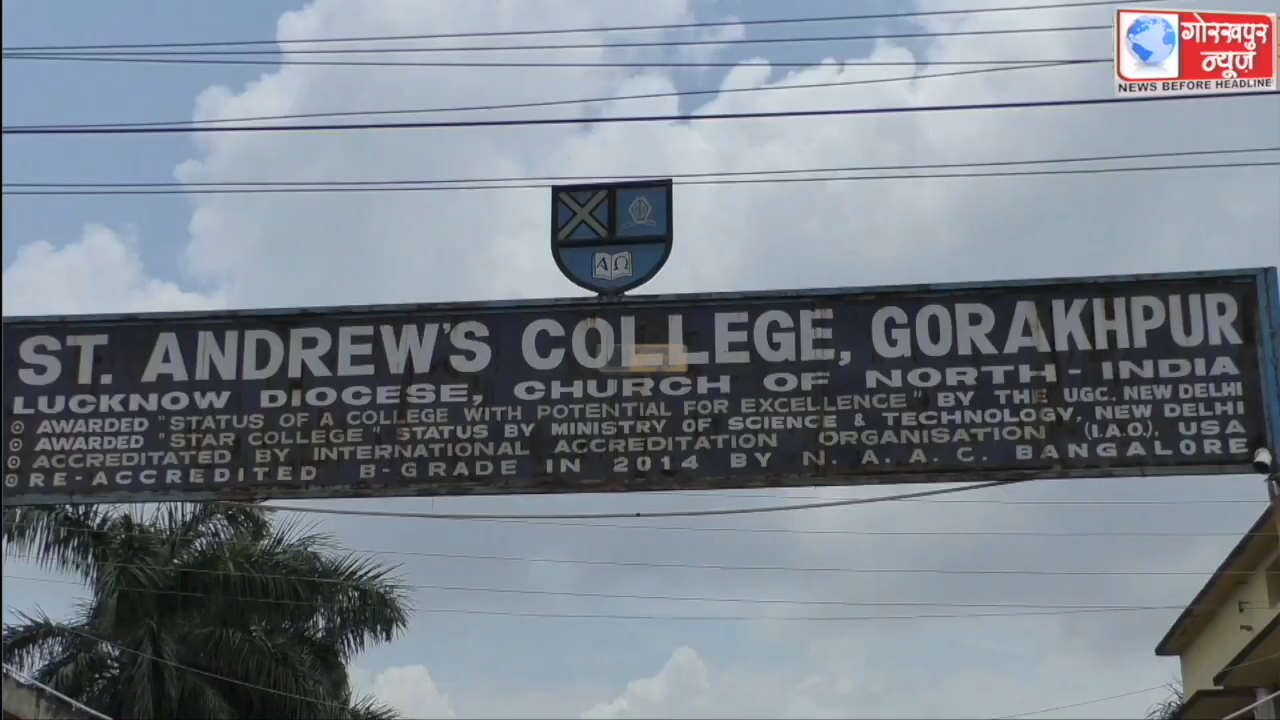 गोरखपुर
न्यूज़
NEWS BEFORE HEADLINE
Α Ω
ST. ANDREW'S COLLEGE, GORAKHPUR
LUCKNOW DIOCESE, CHURCH OF NORTH-INDIA
AWARDED "STATUS OF A COLLEGE WITH POTENTIAL FOR EXCELLENCE" BY THE UGC, NEW DELHI
AWARDED "STAR COLLEGE" STATUS BY MINISTRY OF SCIENCE & TECHNOLOGY, NEW DELHI
ACCREDITATED BY INTERNATIONAL ACCREDITATION ORGANISATION (I.A.O.), USA
RE-ACCREDITED B-GRADE IN 2014 BY N. A. A. C. BANGALORE